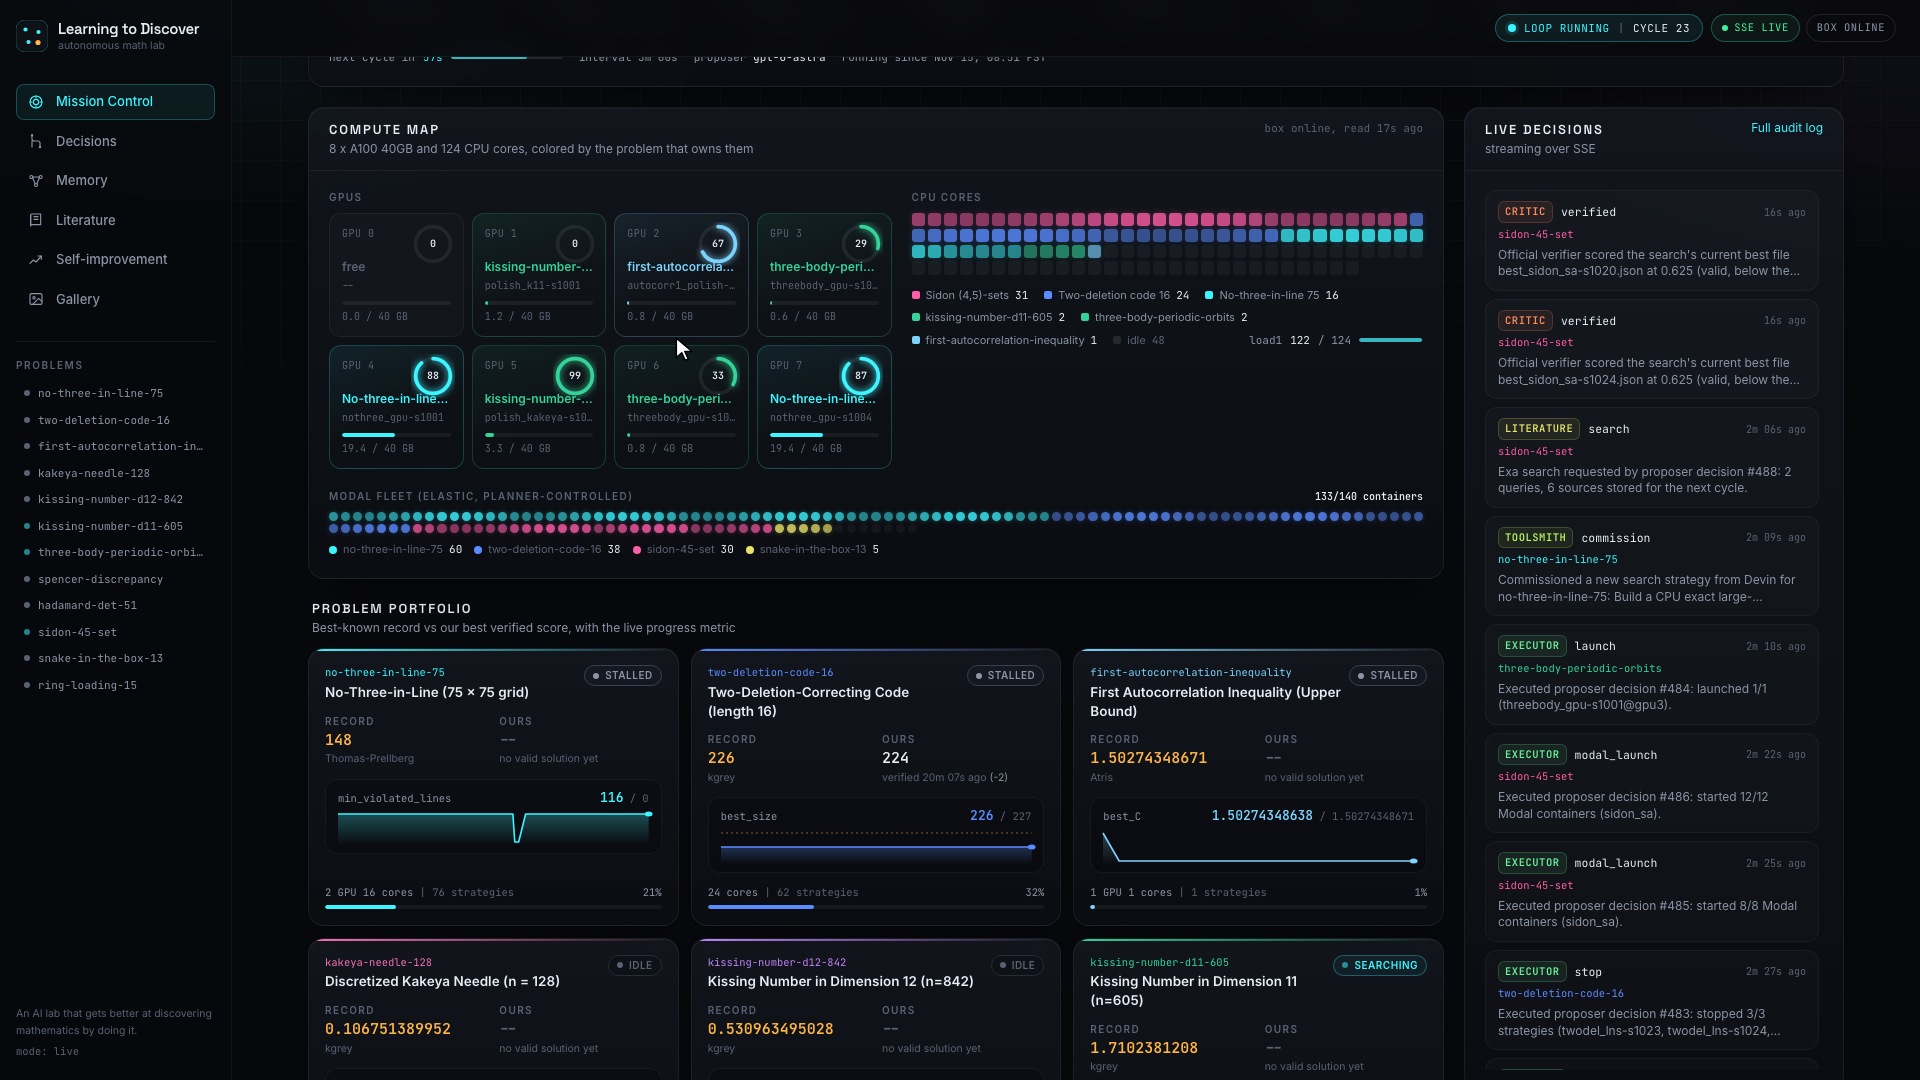 Learning to Discover
autonomous math lab
Mission Control
Decisions
Memory
Literature
Self-improvement
Gallery
PROBLEMS
no-three-in-line-75
two-deletion-code-16
first-autocorrelation-in…
kakeya-needle-128
kissing-number-d12-842
kissing-number-d11-605
three-body-periodic-orbi…
spencer-discrepancy
hadamard-det-51
sidon-45-set
snake-in-the-box-13
ring-loading-15
An AI lab that gets better at discovering
mathematics by doing it.
mode: live
LOOP RUNNING | CYCLE 23
SSE LIVE
BOX ONLINE
next cycle in 57s interval 3m 00s proposer gpt-6-astra running since NOV 15, 08:51 PST
COMPUTE MAP
box online, read 17s ago
8 x A100 40GB and 124 CPU cores, colored by the problem that owns them
GPUS
GPU 0
0
free
--
0.0 / 40 GB
GPU 1
0
kissing-number-…
polish_k11-s1001
1.2 / 40 GB
GPU 2
67
first-autocorrela…
autocorr1_polish-…
0.8 / 40 GB
GPU 3
29
three-body-peri…
threebody_gpu-s10…
0.6 / 40 GB
GPU 4
88
No-three-in-line…
nothree_gpu-s1001
19.4 / 40 GB
GPU 5
99
kissing-number-…
polish_kakeya-s10…
3.3 / 40 GB
GPU 6
33
three-body-peri…
threebody_gpu-s10…
0.8 / 40 GB
GPU 7
87
No-three-in-line…
nothree_gpu-s1004
19.4 / 40 GB
CPU CORES
Sidon (4,5)-sets 31 Two-deletion code 16 24 No-three-in-line 75 16
kissing-number-d11-605 2 three-body-periodic-orbits 2
first-autocorrelation-inequality 1 idle 48 load1 122 / 124
MODAL FLEET (ELASTIC, PLANNER-CONTROLLED)
133/140 containers
no-three-in-line-75 60 two-deletion-code-16 38 sidon-45-set 30 snake-in-the-box-13 5
PROBLEM PORTFOLIO
Best-known record vs our best verified score, with the live progress metric
no-three-in-line-75
STALLED
No-Three-in-Line (75 × 75 grid)
RECORD OURS
148 --
Thomas-Prellberg no valid solution yet
min_violated_lines 116 / 0
2 GPU 16 cores | 76 strategies 21%
two-deletion-code-16
STALLED
Two-Deletion-Correcting Code
(length 16)
RECORD OURS
226 224
kgrey verified 20m 07s ago (-2)
best_size 226 / 227
24 cores | 62 strategies 32%
first-autocorrelation-inequality
STALLED
First Autocorrelation Inequality (Upper
Bound)
RECORD OURS
1.50274348671 --
Atris no valid solution yet
best_C 1.50274348638 / 1.50274348671
1 GPU 1 cores | 1 strategies 1%
kakeya-needle-128
IDLE
Discretized Kakeya Needle (n = 128)
RECORD OURS
0.106751389952 --
kgrey no valid solution yet
kissing-number-d12-842
IDLE
Kissing Number in Dimension 12 (n=842)
RECORD OURS
0.530963495028 --
kgrey no valid solution yet
kissing-number-d11-605
SEARCHING
Kissing Number in Dimension 11
(n=605)
RECORD OURS
1.7102381208 --
kgrey no valid solution yet
LIVE DECISIONS
Full audit log
streaming over SSE
CRITIC verified 16s ago
sidon-45-set
Official verifier scored the search's current best file
best_sidon_sa-s1020.json at 0.625 (valid, below the…
CRITIC verified 16s ago
sidon-45-set
Official verifier scored the search's current best file
best_sidon_sa-s1024.json at 0.625 (valid, below the…
LITERATURE search 2m 06s ago
sidon-45-set
Exa search requested by proposer decision #488: 2
queries, 6 sources stored for the next cycle.
TOOLSMITH commission 2m 09s ago
no-three-in-line-75
Commissioned a new search strategy from Devin for
no-three-in-line-75: Build a CPU exact large-…
EXECUTOR launch 2m 10s ago
three-body-periodic-orbits
Executed proposer decision #484: launched 1/1
(threebody_gpu-s1001@gpu3).
EXECUTOR modal_launch 2m 22s ago
sidon-45-set
Executed proposer decision #486: started 12/12
Modal containers (sidon_sa).
EXECUTOR modal_launch 2m 25s ago
sidon-45-set
Executed proposer decision #485: started 8/8 Modal
containers (sidon_sa).
EXECUTOR stop 2m 27s ago
two-deletion-code-16
Executed proposer decision #483: stopped 3/3
strategies (twodel_lns-s1023, twodel_lns-s1024,…